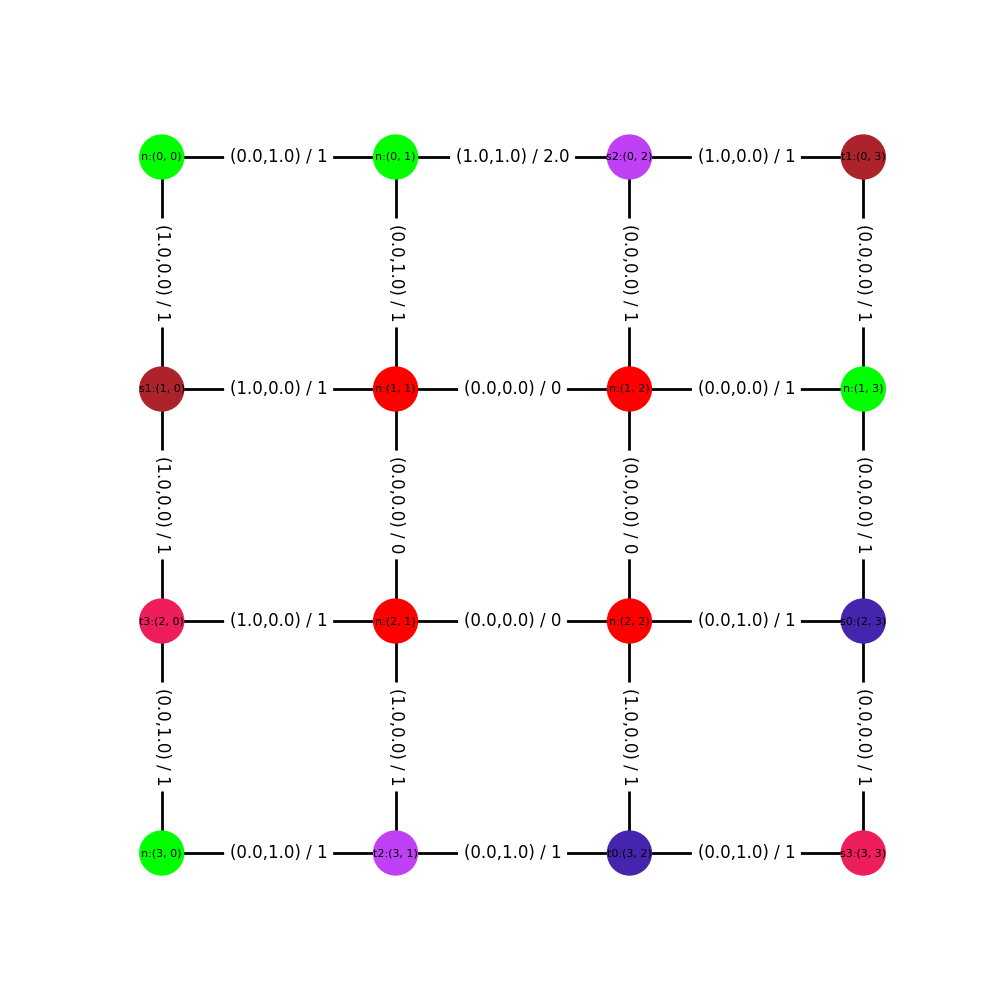 n:(0, 0) (0.0,1.0) / 1 n:(0, 1) (1.0,1.0) / 2.0 s2:(0, 2) (1.0,0.0) / 1 t1:(0, 3)
(1.0,0.0) / 1 (0.0,1.0) / 1 (0.0,0.0) / 1 (0.0,0.0) / 1
s1:(1, 0) (1.0,0.0) / 1 n:(1, 1) (0.0,0.0) / 0 n:(1, 2) (0.0,0.0) / 1 n:(1, 3)
(1.0,0.0) / 1 (0.0,0.0) / 0 (0.0,0.0) / 0 (0.0,0.0) / 1
t3:(2, 0) (1.0,0.0) / 1 n:(2, 1) (0.0,0.0) / 0 n:(2, 2) (0.0,1.0) / 1 s0:(2, 3)
(0.0,1.0) / 1 (1.0,0.0) / 1 (1.0,0.0) / 1 (0.0,0.0) / 1
n:(3, 0) (0.0,1.0) / 1 t2:(3, 1) (0.0,1.0) / 1 t0:(3, 2) (0.0,1.0) / 1 s3:(3, 3)